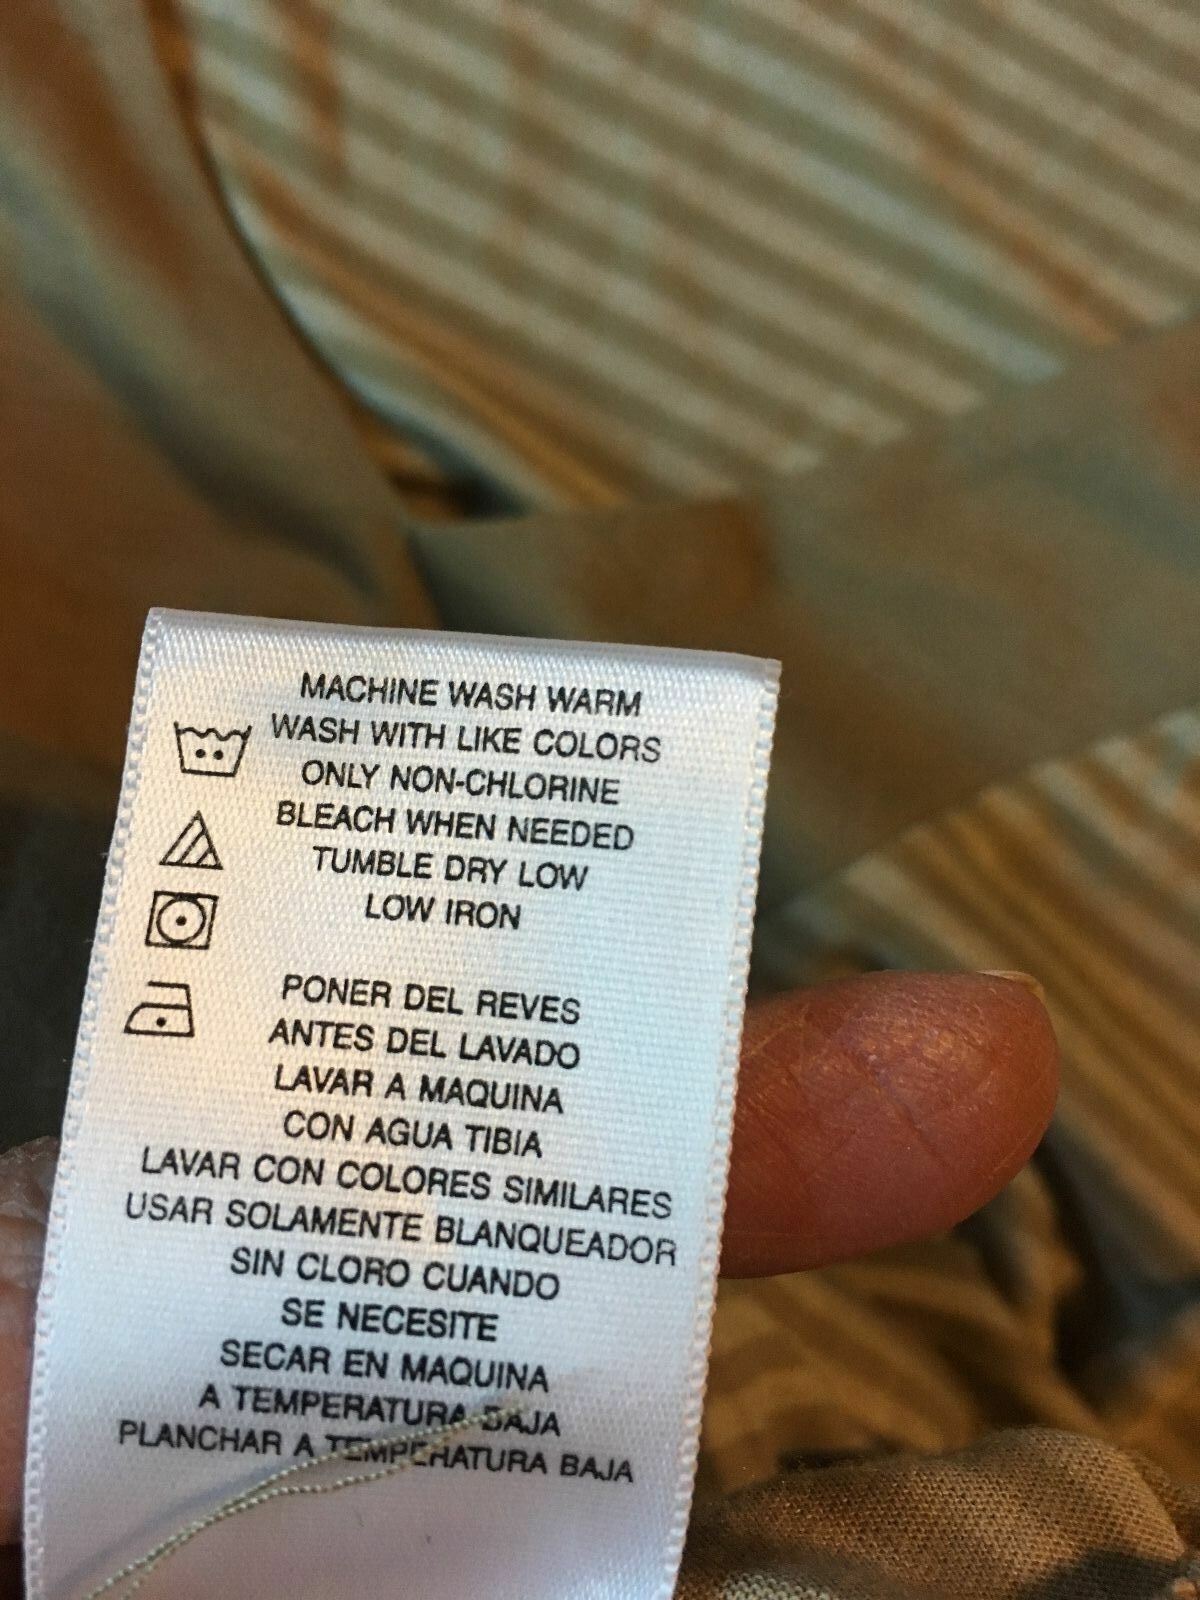 MACHINE WASH WARM
WASH WITH LIKE COLORS
ONLY NON-CHLORINE
BLEACH WHEN NEEDED
TUMBLE DRY LOW
LOW IRON
PONER DEL REVES
ANTES DEL LAVADO
LAVAR A MAQUINA
CON AGUA TIBIA
LAVAR CON COLORES SIMILARES
USAR SOLAMENTE BLANQUEADOR
SIN CLORO CUANDO
SE NECESITE
SECAR EN MAQUINA
A TEMPERATURA BAJA
PLANCHAR A TEMPERATURA BAJA